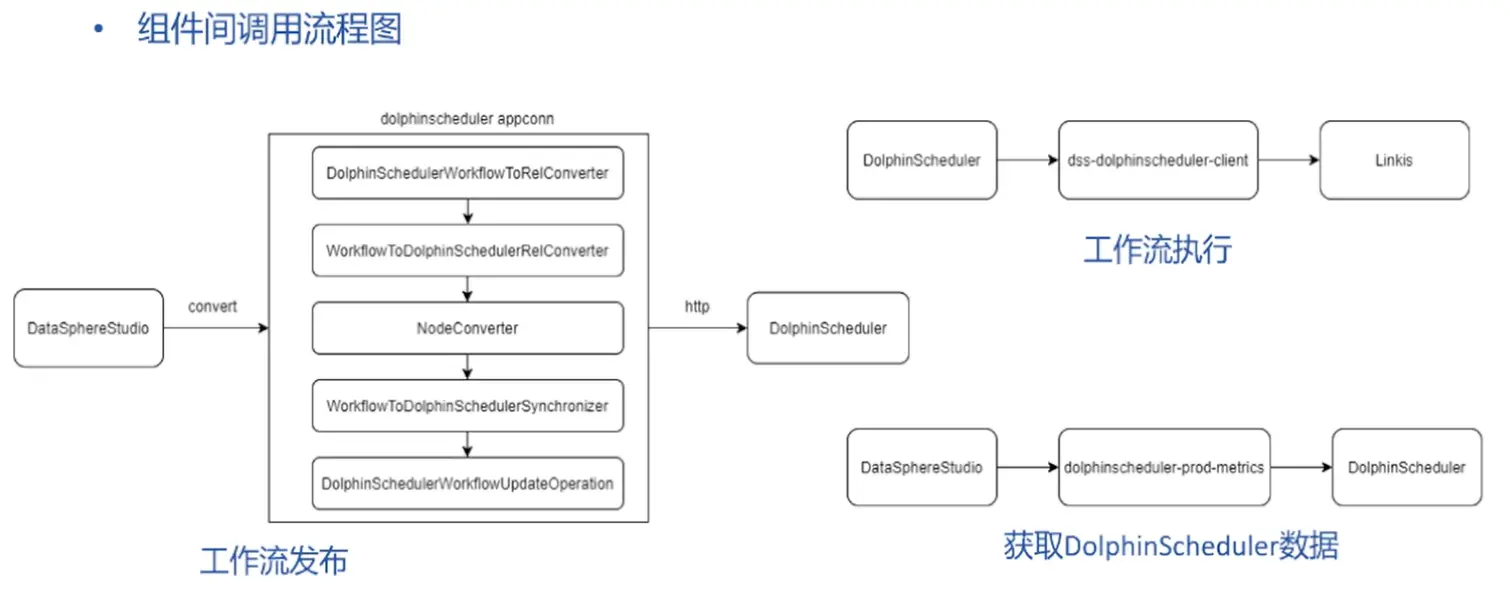 • 组件间调用流程图
dolphinscheduler appconn
DolphinSchedulerWorkflowToRelConverter
WorkflowToDolphinSchedulerRelConverter
NodeConverter
WorkflowToDolphinSchedulerSynchronizer
DolphinSchedulerWorkflowUpdateOperation
DataSphereStudio
convert
http
DolphinScheduler
工作流发布
DolphinScheduler
dss-dolphinscheduler-client
Linkis
工作流执行
DataSphereStudio
dolphinscheduler-prod-metrics
DolphinScheduler
获取DolphinScheduler数据